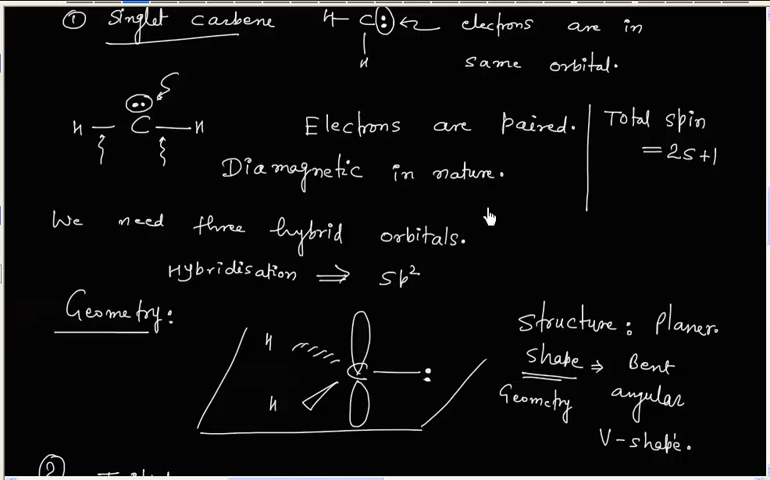 ① Singlet carbene H - C : ← electrons are in
H same orbital.
H - C - H Electrons are paired. Total spin
= 2S+1
Diamagnetic in nature.
We need three hybrid orbitals.
Hybridisation ⇒ sp²
Geometry:
H C :
H
Structure: Planer.
Shape ⇒ Bent
Geometry angular
V-shape.
②